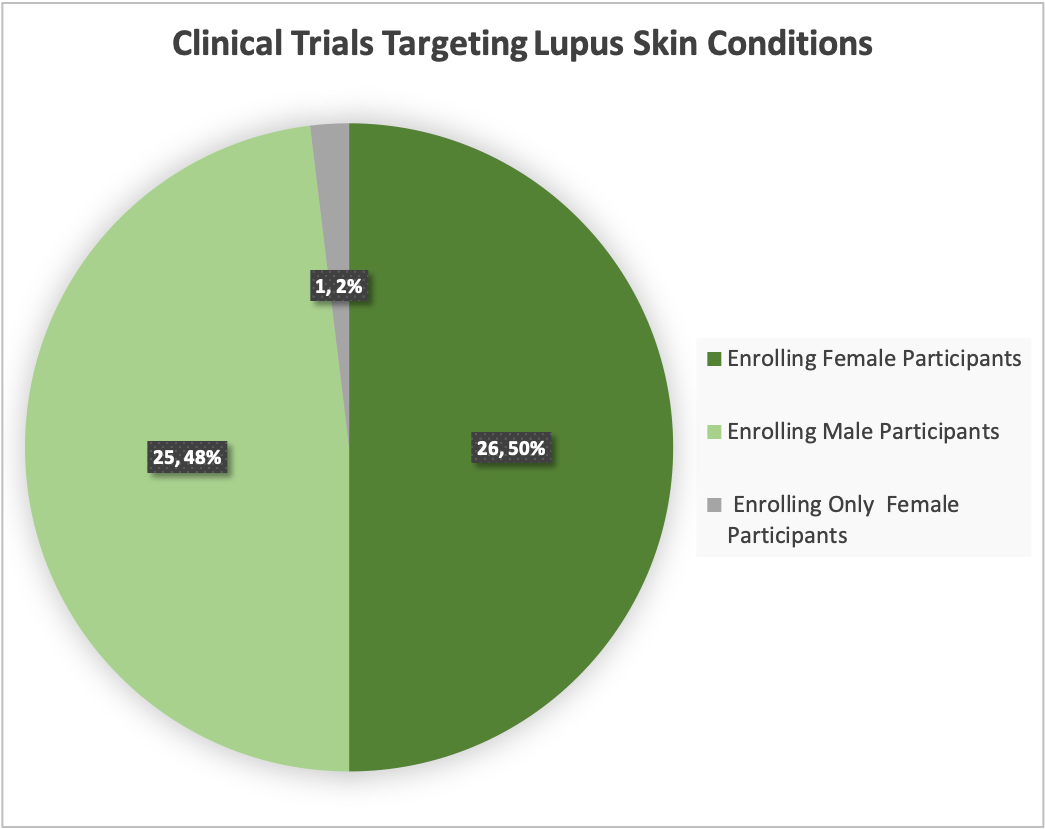 Clinical Trials Targeting Lupus Skin Conditions
1, 2%
25, 48%
26, 50%
Enrolling Female Participants
Enrolling Male Participants
Enrolling Only  Female
Participants